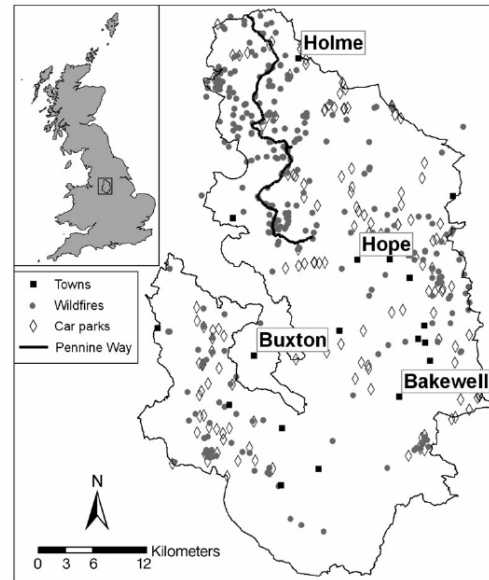 Holme
Hope
Buxton
Bakewell
Towns
Wildfires
Car parks
Pennine Way
N
0 3 6 12 Kilometers